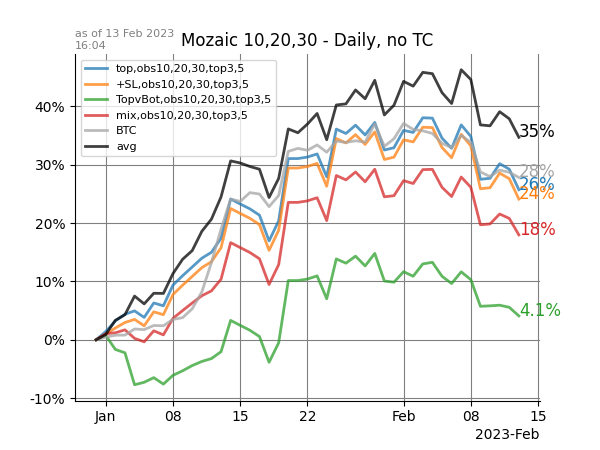 as of 13 Feb 2023
16:04
Mozaic 10,20,30 - Daily, no TC
top,obs10,20,30,top3,5
+SL,obs10,20,30,top3,5
TopvBot,obs10,20,30,top3,5
mix,obs10,20,30,top3,5
BTC
avg
40%
30%
20%
10%
0%
-10%
35%
28%
26%
24%
18%
4.1%
Jan
08
15
22
Feb
08
15
2023-Feb